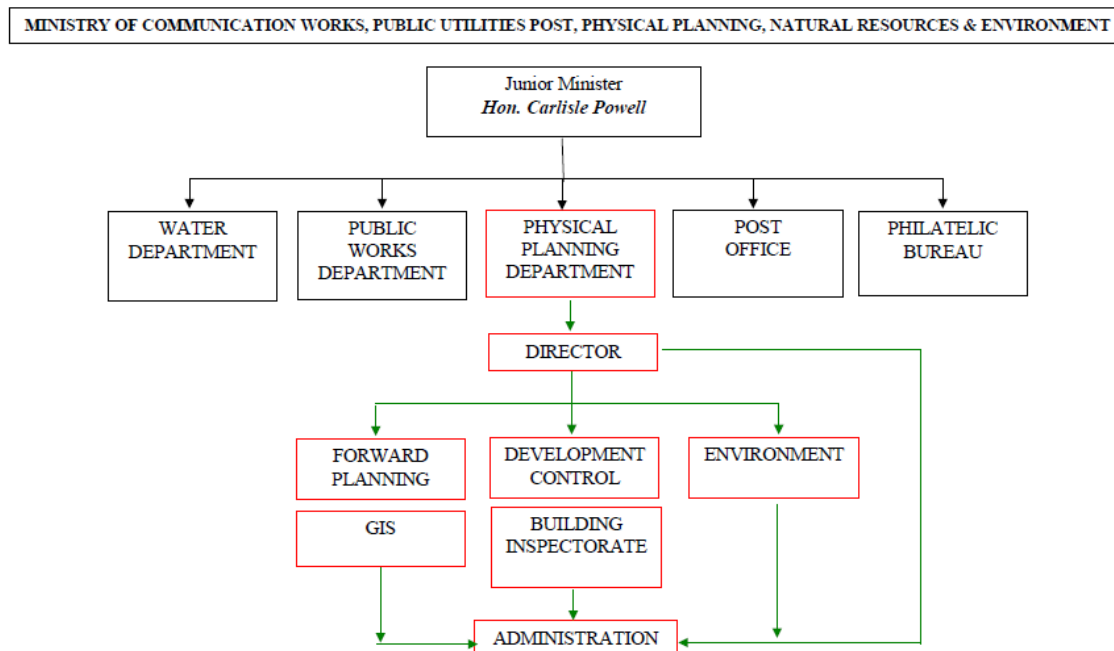 MINISTRY OF COMMUNICATION WORKS, PUBLIC UTILITIES POST, PHYSICAL PLANNING, NATURAL RESOURCES & ENVIRONMENT
Junior Minister
Hon. Carlisle Powell
WATER
DEPARTMENT
PUBLIC
WORKS
DEPARTMENT
PHYSICAL
PLANNING
DEPARTMENT
POST
OFFICE
PHILATELIC
BUREAU
DIRECTOR
FORWARD
PLANNING
DEVELOPMENT
CONTROL
ENVIRONMENT
GIS
BUILDING
INSPECTORATE
ADMINISTRATION